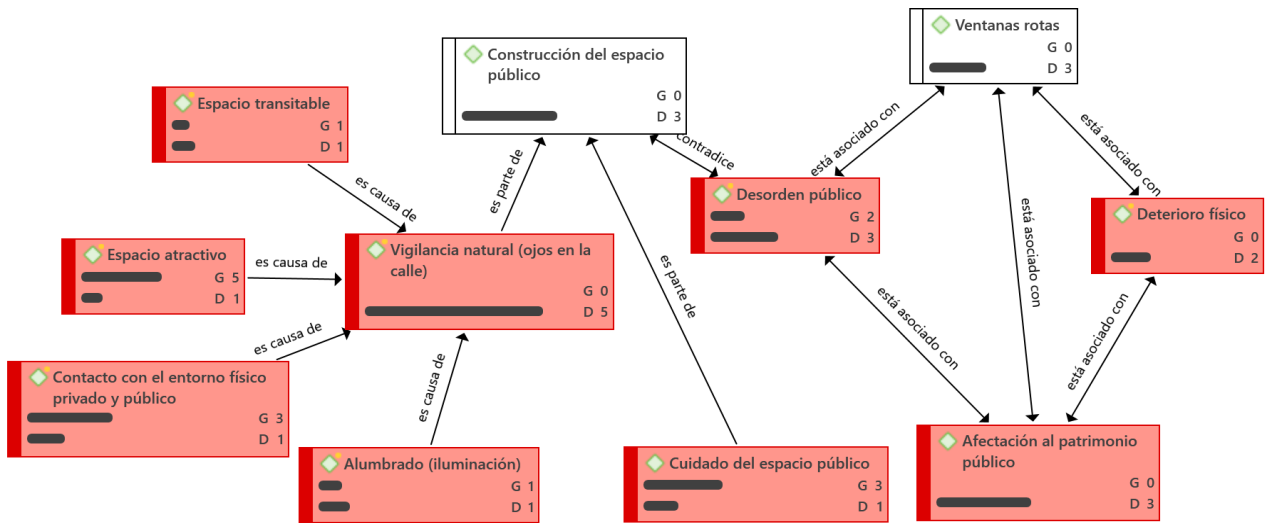 Ventanas rotas
G 0
D 3
Construcción del espacio
público
G 0
D 3
Espacio transitable
G 1
D 1
contradice
está asociado con
está asociado con
es causa de
es parte de
Desorden público
G 2
D 3
Deterioro físico
G 0
D 2
Espacio atractivo
G 5
D 1
es causa de
Vigilancia natural (ojos en la
calle)
G 0
D 5
es parte de
está asociado con
está asociado con
está asociado con
es causa de
Contacto con el entorno físico
privado y público
G 3
D 1
es causa de
Alumbrado (iluminación)
G 1
D 1
Cuidado del espacio público
G 3
D 1
Afectación al patrimonio
público
G 0
D 3